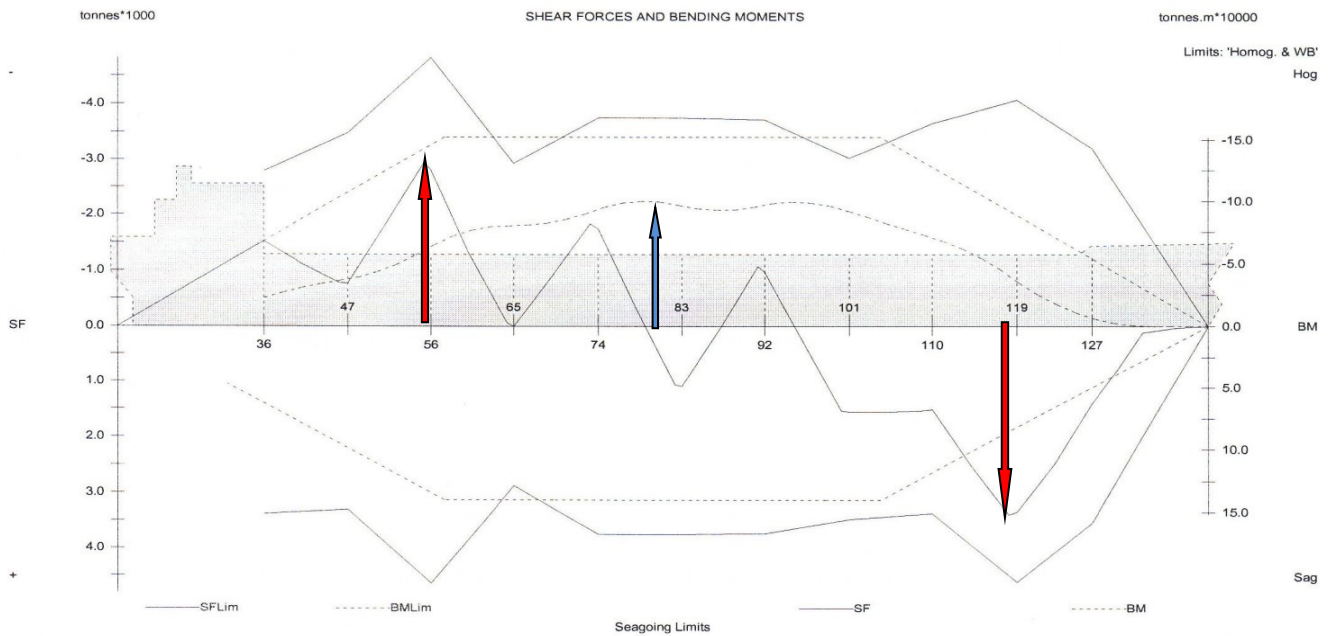 tonnes*1000 SHEAR FORCES AND BENDING MOMENTS tonnes.m*10000
Limits: 'Homog. & WB'
- Hog
-4.0
-15.0
-3.0
-10.0
-2.0
-5.0
-1.0
47 65 83 101 119
SF 0.0 0.0 BM
36 56 74 92 110 127
1.0
5.0
2.0
10.0
3.0
15.0
4.0
+ Sag
SFLim BMLim SF BM
Seagoing Limits